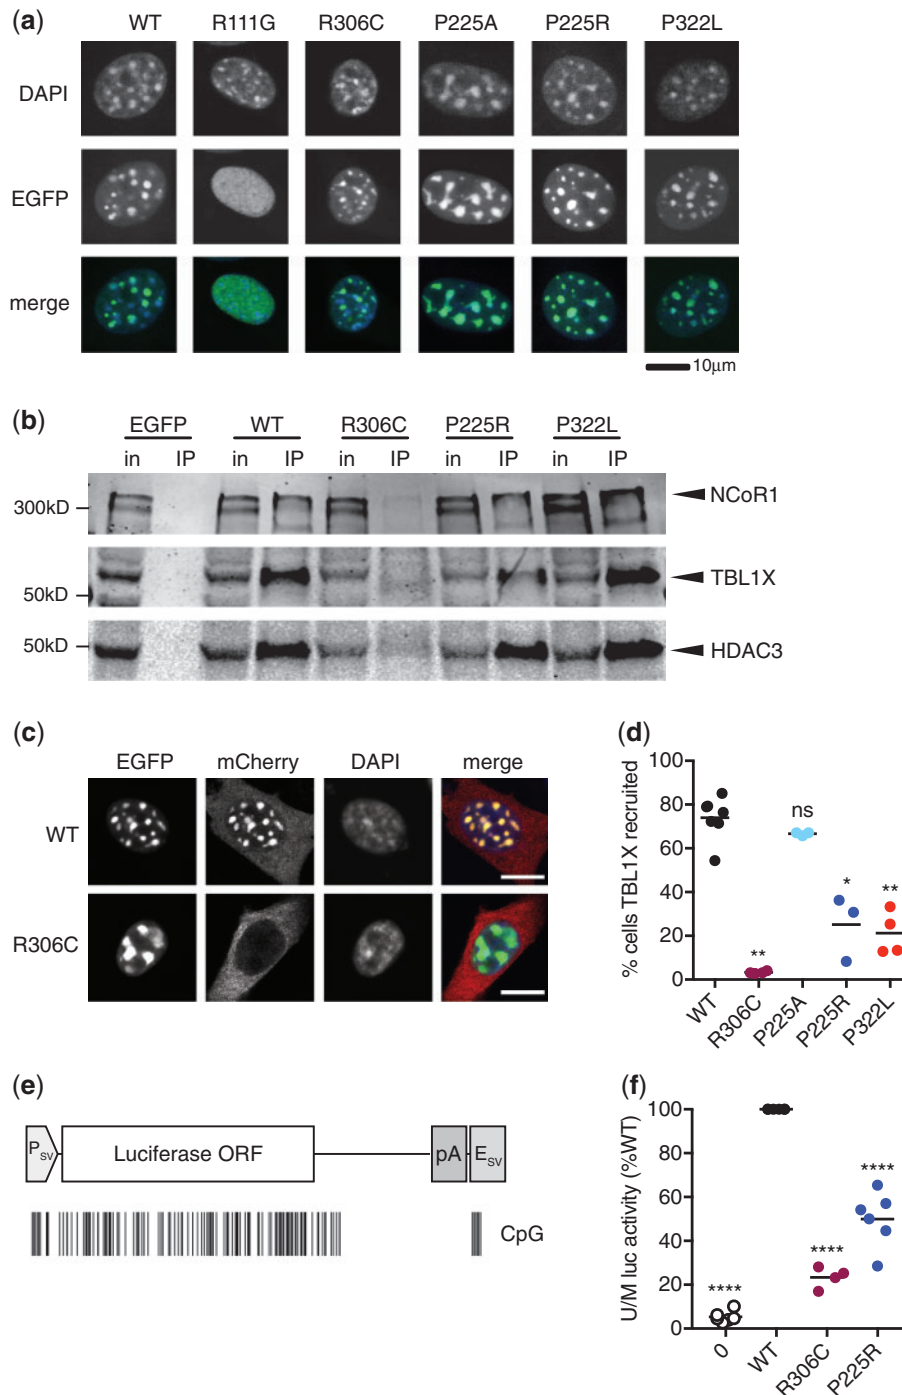 (a)
WT R111G R306C P225A P225R P322L
DAPI
EGFP
merge
10μm
(b)
EGFP WT R306C P225R P322L
in IP in IP in IP in IP in IP
300kD
NCoR1
50kD
TBL1X
50kD
HDAC3
(c)
EGFP mCherry DAPI merge
WT
R306C
(d)
% cells TBL1X recruited
100
80
60
40
20
0
ns
*
**
**
WT R306C P225A P225R P322L
(e)
PSV Luciferase ORF pA ESV
CpG
(f)
U/M luc activity (%WT)
100
80
60
40
20
0
****
****
****
0 WT R306C P225R